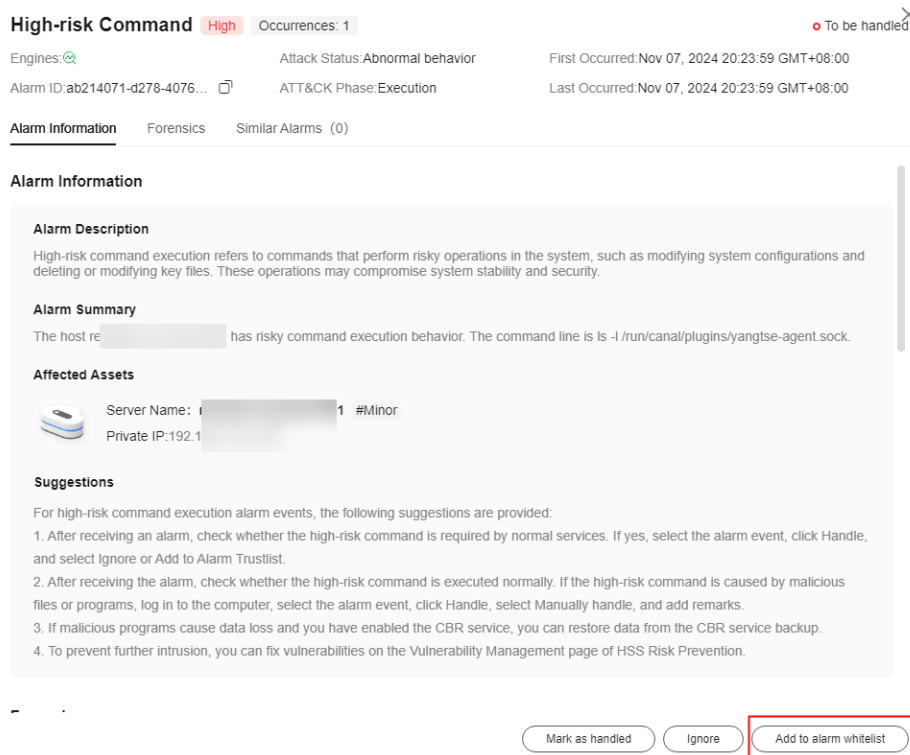 High-risk Command High Occurrences: 1 To be handled
Engines: Attack Status:Abnormal behavior First Occurred:Nov 07, 2024 20:23:59 GMT+08:00
Alarm ID:ab214071-d278-4076... ATT&CK Phase:Execution Last Occurred:Nov 07, 2024 20:23:59 GMT+08:00
Alarm Information Forensics Similar Alarms (0)
Alarm Information
Alarm Description
High-risk command execution refers to commands that perform risky operations in the system, such as modifying system configurations and
deleting or modifying key files. These operations may compromise system stability and security.
Alarm Summary
The host re has risky command execution behavior. The command line is ls -l /run/canal/plugins/yangtse-agent.sock.
Affected Assets
Server Name: 1 #Minor
Private IP:192.1
Suggestions
For high-risk command execution alarm events, the following suggestions are provided:
1. After receiving an alarm, check whether the high-risk command is required by normal services. If yes, select the alarm event, click Handle,
and select Ignore or Add to Alarm Trustlist.
2. After receiving the alarm, check whether the high-risk command is executed normally. If the high-risk command is caused by malicious
files or programs, log in to the computer, select the alarm event, click Handle, select Manually handle, and add remarks.
3. If malicious programs cause data loss and you have enabled the CBR service, you can restore data from the CBR service backup.
4. To prevent further intrusion, you can fix vulnerabilities on the Vulnerability Management page of HSS Risk Prevention.
Mark as handled Ignore Add to alarm whitelist